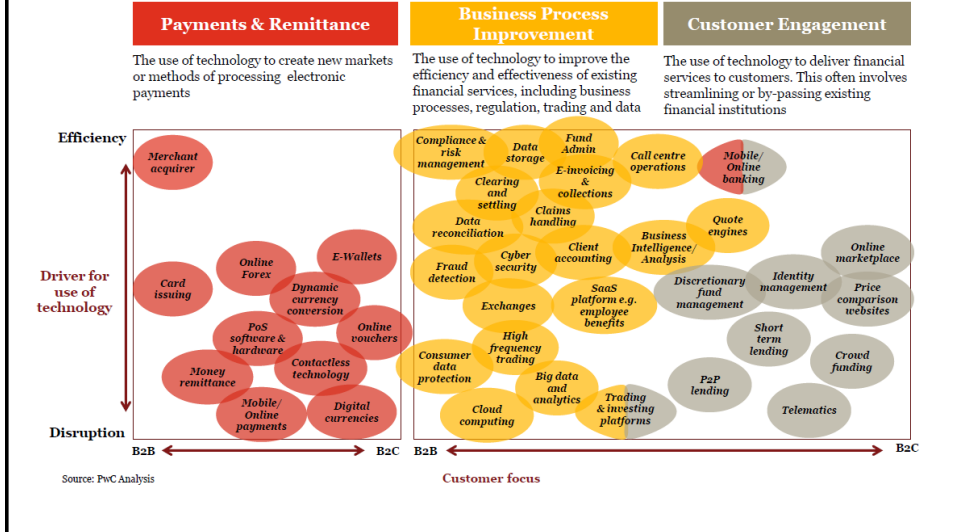 Payments & Remittance
Business Process
Improvement
Customer Engagement
The use of technology to create new markets
or methods of processing electronic
payments
The use of technology to improve the
efficiency and effectiveness of existing
financial services, including business
processes, regulation, trading and data
The use of technology to deliver financial
services to customers. This often involves
streamlining or by-passing existing
financial institutions
Efficiency
Driver for
use of
technology
Disruption
Merchant
acquirer
Card
issuing
Online
Forex
E-Wallets
Dynamic
currency
conversion
PoS
software &
hardware
Online
vouchers
Money
remittance
Contactless
technology
Mobile/
Online
payments
Digital
currencies
Compliance &
risk
management
Data
storage
Fund
Admin
Call centre
operations
Mobile/
Online
banking
E-invoicing
&
collections
Clearing
and
settling
Claims
handling
Data
reconciliation
Quote
engines
Business
Intelligence/
Analysis
Client
accounting
Cyber
security
Fraud
detection
Online
marketplace
Identity
management
Discretionary
fund
management
Price
comparison
websites
Exchanges
SaaS
platform e.g.
employee
benefits
High
frequency
trading
Short
term
lending
Consumer
data
protection
Crowd
funding
Big data
and
analytics
P2P
lending
Cloud
computing
Trading
& investing
platforms
Telematics
B2B
B2C
B2B
B2C
Source: PwC Analysis
Customer focus